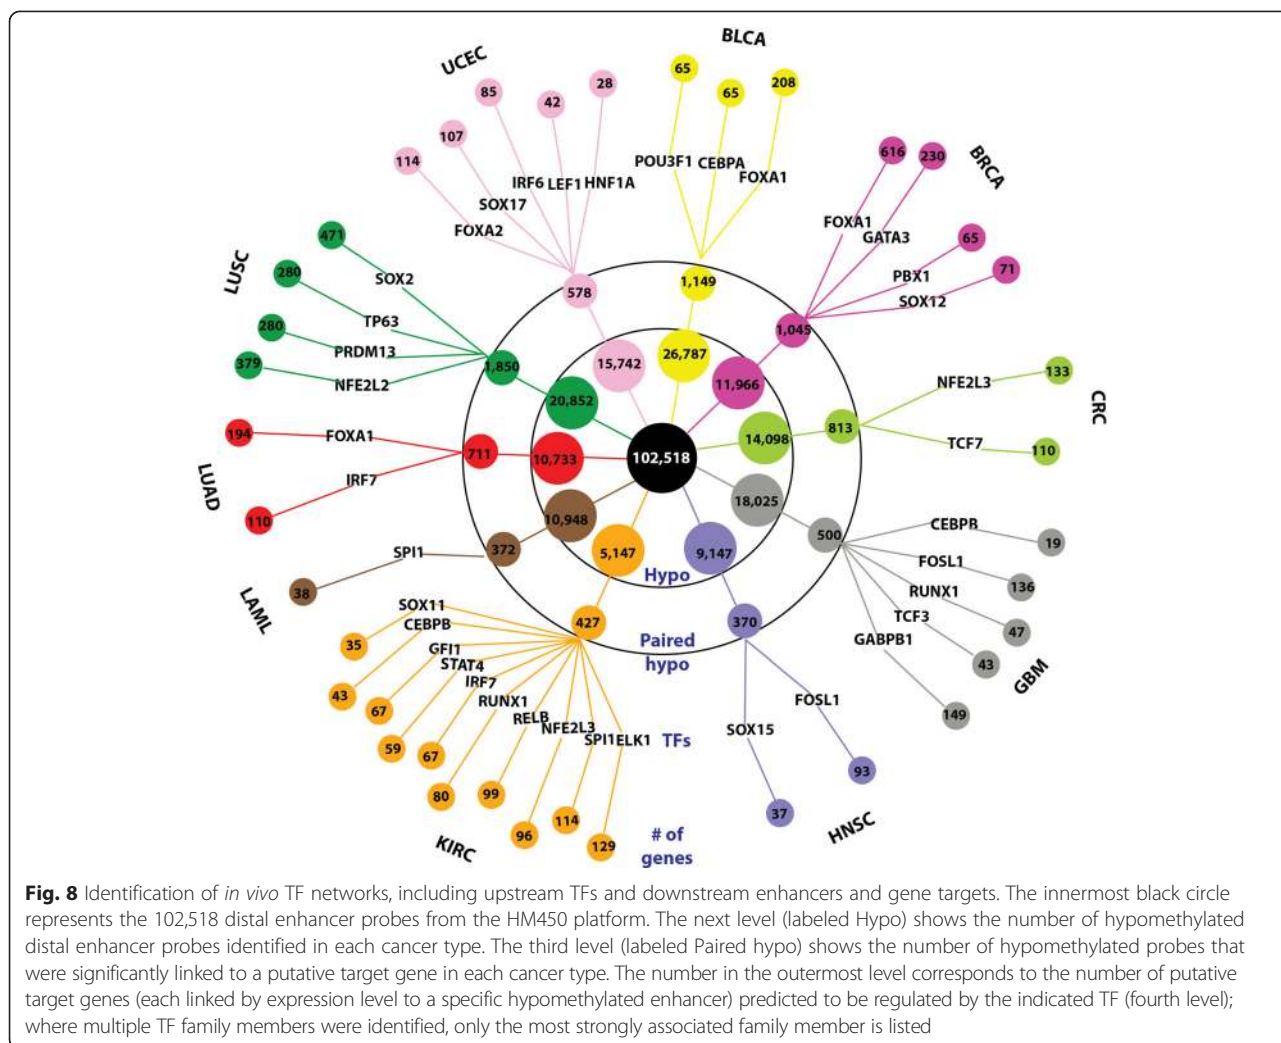 BLCA
UCEC
65
208
28
85
65
42
107
616
230
BRCA
114
POU3F1
CEBPA
FOXA1
IRF6
LEF1
HNF1A
SOX17
FOXA2
FOXA1
GATA3
65
471
PBX1
71
SOX12
LUSC
280
SOX2
578
1,149
TP63
280
1,045
PRDM13
379
NFE2L2
1,850
15,742
26,787
11,966
NFE2L3
133
CRC
20,852
194
FOXA1
813
14,098
TCF7
110
711
10,733
102,518
LUAD
IRF7
110
18,025
10,948
500
CEBPB
19
SPI1
372
5,147
9,147
FOSL1
136
38
Hypo
RUNX1
LAML
SOX11
TCF3
47
CEBPB
427
370
GABPB1
35
GFI1
Paired
hypo
43
GBM
STAT4
IRF7
43
RUNX1
FOSL1
67
RELB
149
NFE2L3
SPI1
ELK1
TFs
SOX15
59
67
93
80
99
37
HNSC
96
114
# of
genes
KIRC
129
Fig. 8 Identification of in vivo TF networks, including upstream TFs and downstream enhancers and gene targets. The innermost black circle
represents the 102,518 distal enhancer probes from the HM450 platform. The next level (labeled Hypo) shows the number of hypomethylated
distal enhancer probes identified in each cancer type. The third level (labeled Paired hypo) shows the number of hypomethylated probes that
were significantly linked to a putative target gene in each cancer type. The number in the outermost level corresponds to the number of putative
target genes (each linked by expression level to a specific hypomethylated enhancer) predicted to be regulated by the indicated TF (fourth level);
where multiple TF family members were identified, only the most strongly associated family member is listed